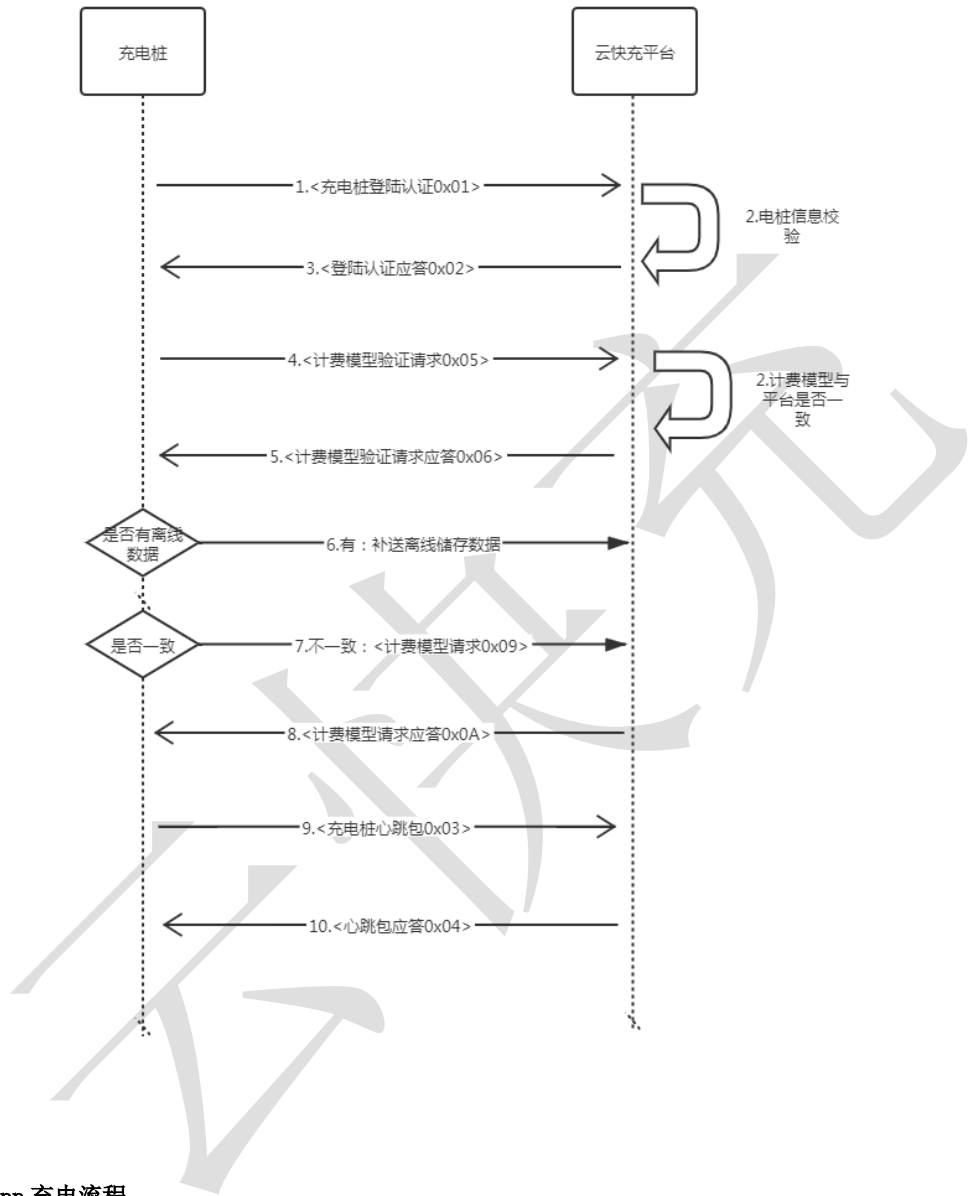 充电桩
云快充平台
1.<充电桩登陆认证0x01>
2.电桩信息校
验
3.<登陆认证应答0x02>
4.<计费模型验证请求0x05>
2.计费模型与
平台是否一
致
5.<计费模型验证请求应答0x06>
是否有离线
数据
6.有：补送离线储存数据
是否一致
7.不一致：<计费模型请求0x09>
8.<计费模型请求应答0x0A>
9.<充电桩心跳包0x03>
10.<心跳包应答0x04>
云快充
充电流程